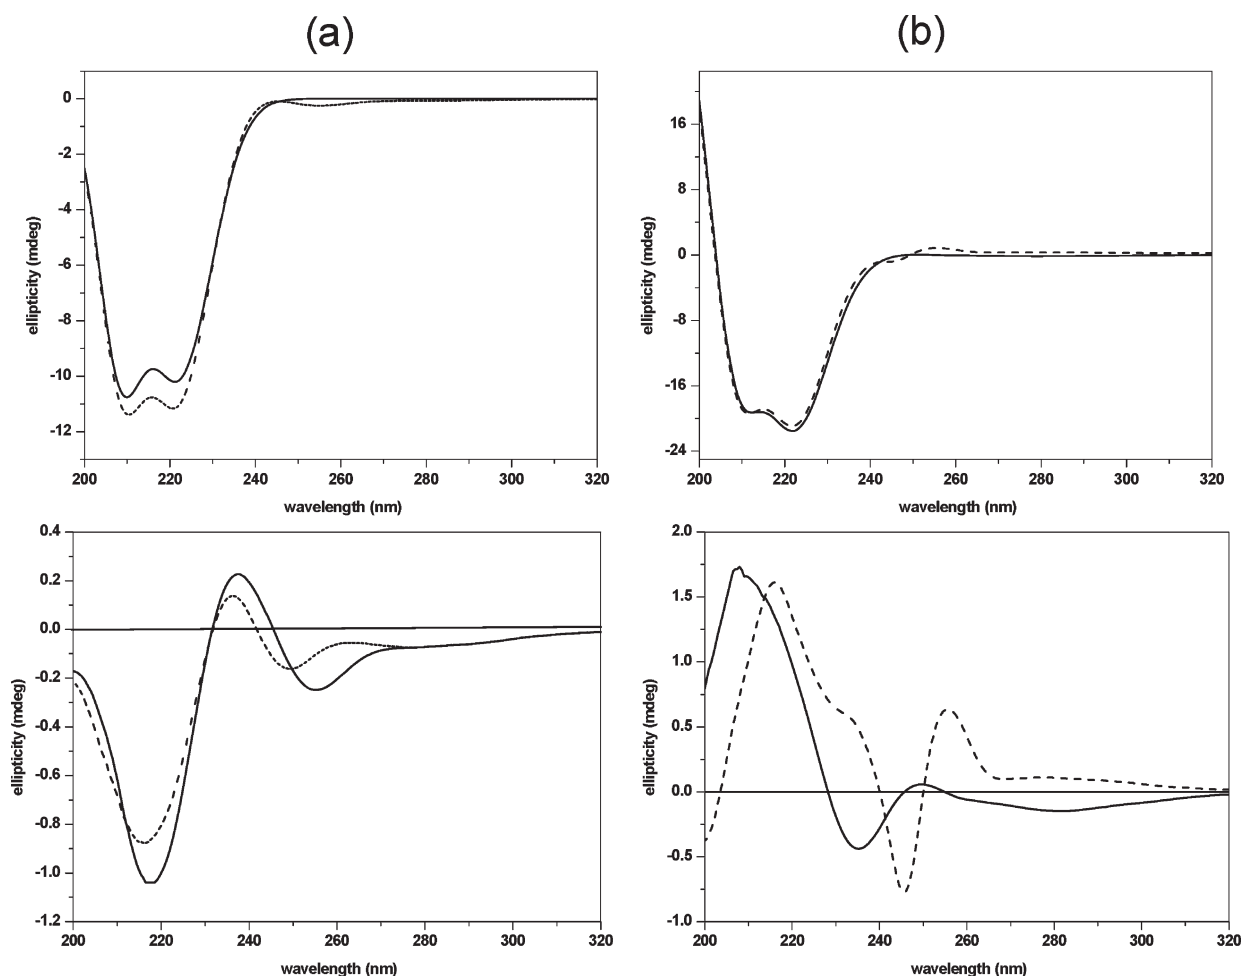 (a)
(b)
0
-2
-4
-6
-8
-10
-12
ellipticity (mdeg)
200 220 240 260 280 300 320
wavelength (nm)
16
8
0
-8
-16
-24
ellipticity (mdeg)
200 220 240 260 280 300 320
wavelength (nm)
0.4
0.2
0.0
-0.2
-0.4
-0.6
-0.8
-1.0
-1.2
ellipticity (mdeg)
200 220 240 260 280 300 320
wavelength (nm)
2.0
1.5
1.0
0.5
0.0
-0.5
-1.0
ellipticity (mdeg)
200 220 240 260 280 300 320
wavelength (nm)